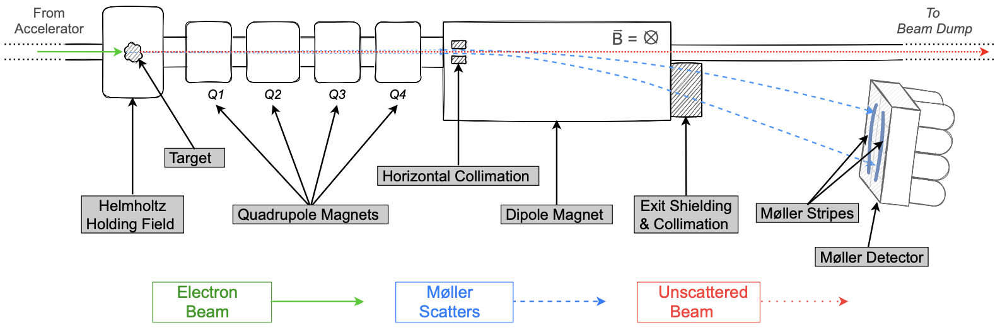 From
Accelerator
To
Beam Dump
B⃗ = ⊗
Q1
Q2
Q3
Q4
Target
Horizontal Collimation
Helmholtz
Holding Field
Quadrupole Magnets
Dipole Magnet
Exit Shielding
& Collimation
Møller Stripes
Møller Detector
Electron
Beam
Møller
Scatters
Unscattered
Beam